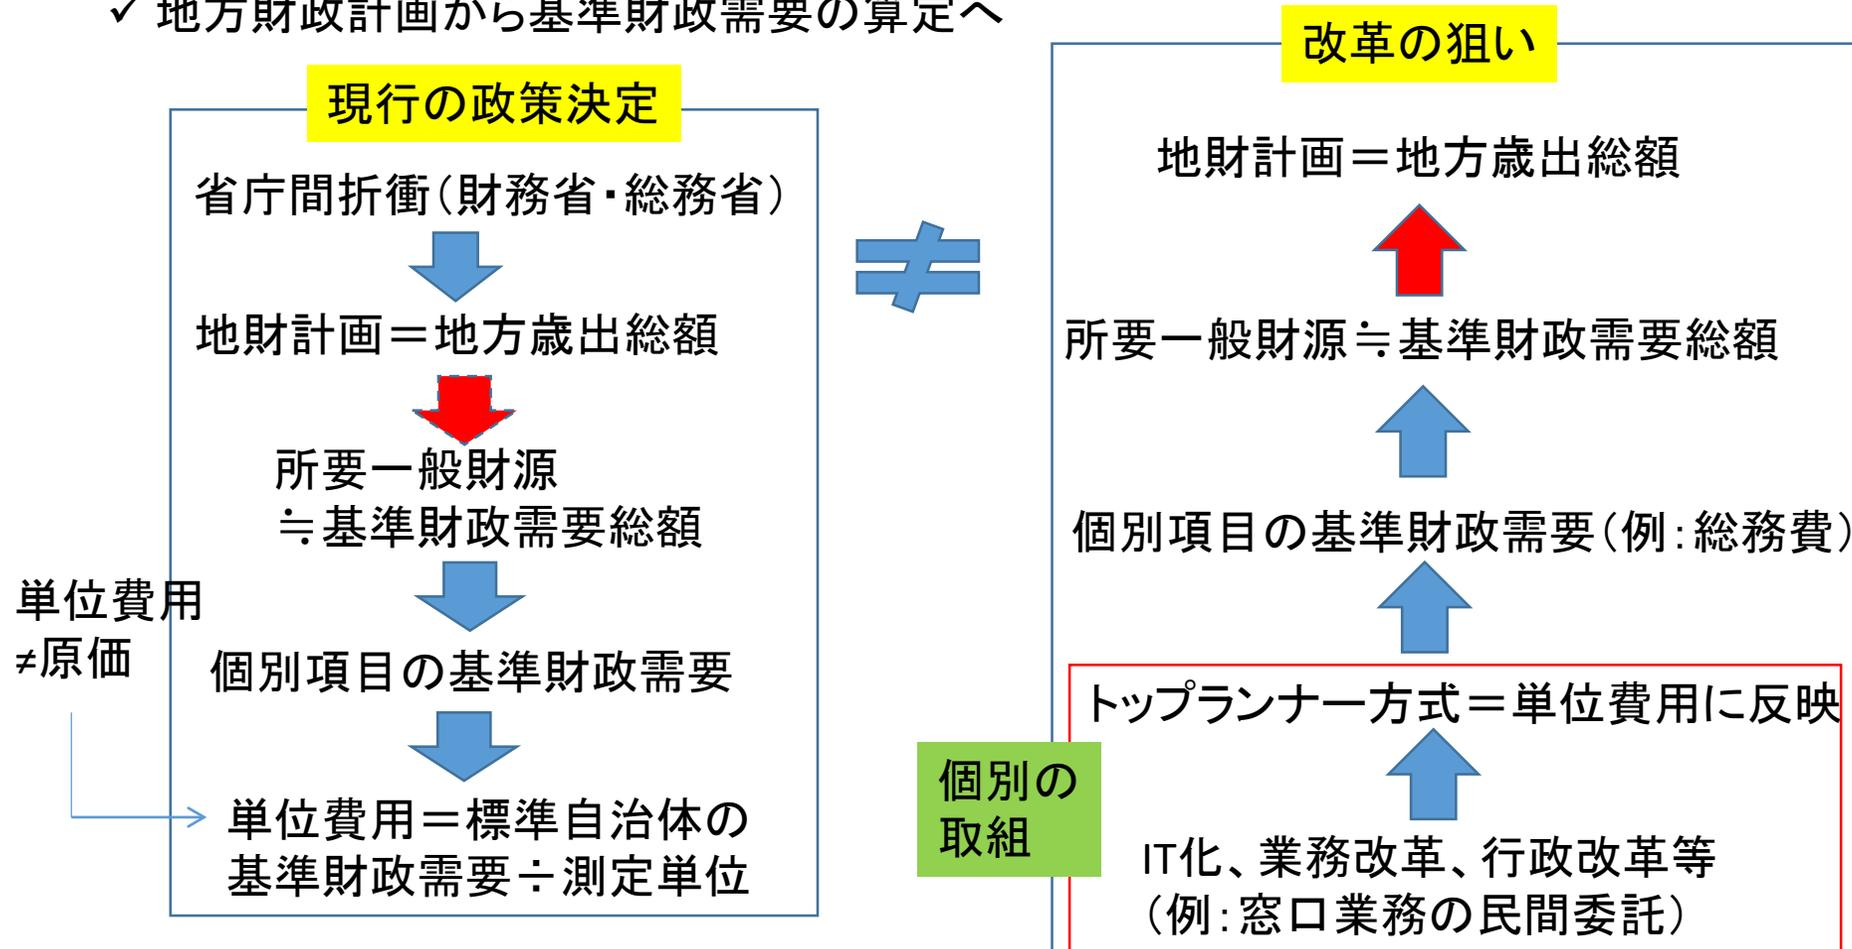 ✓ 地方財政計画から基準財政需要の算定へ
現行の政策決定
省庁間折衝（財務省・総務省）
地財計画＝地方歳出総額
所要一般財源
≒基準財政需要総額
個別項目の基準財政需要
単位費用＝標準自治体の
基準財政需要÷測定単位
単位費用
≠原価
改革の狙い
地財計画＝地方歳出総額
所要一般財源≒基準財政需要総額
個別項目の基準財政需要（例：総務費）
トップランナー方式＝単位費用に反映
個別の
取組
IT化、業務改革、行政改革等
（例：窓口業務の民間委託）